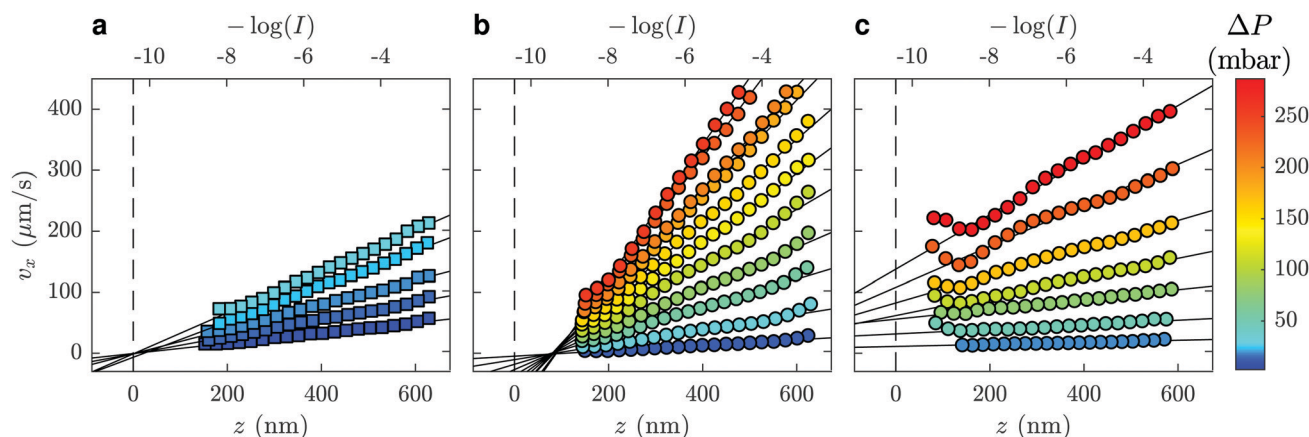 a
− log(I)
-10 -8 -6 -4
b
− log(I)
-10 -8 -6 -4
c
− log(I)
-10 -8 -6 -4
ΔP
(mbar)
v_x (μm/s)
400
300
200
100
0
0 200 400 600
z (nm)
0 200 400 600
z (nm)
0 200 400 600
z (nm)
250
200
150
100
50